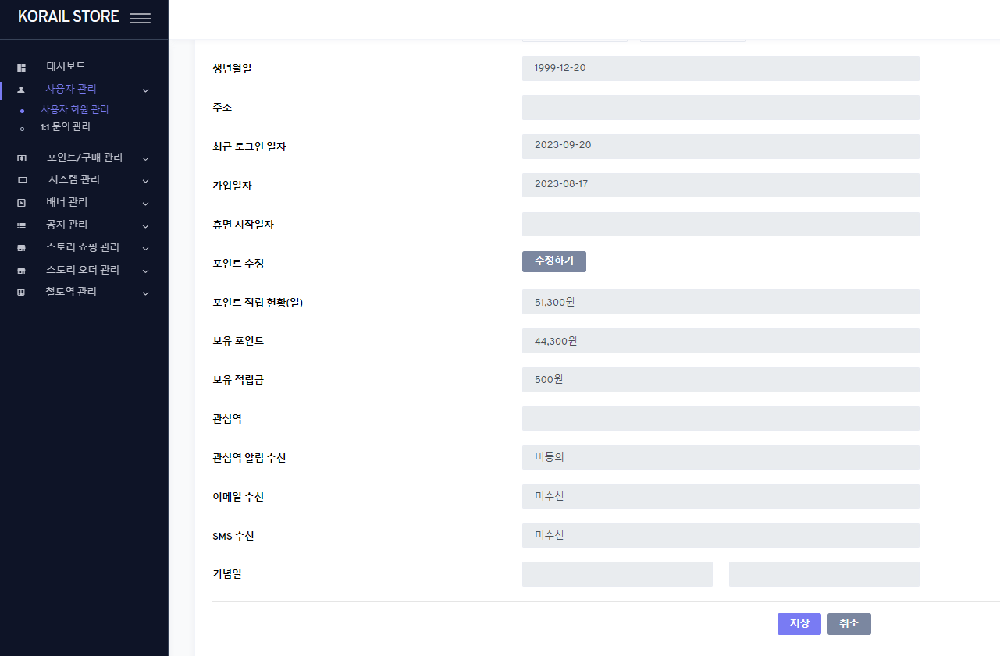 KORAIL STORE
대시보드
사용자 관리
사용자 회원 관리
1:1 문의 관리
포인트/구매 관리
시스템 관리
배너 관리
공지 관리
스토리 쇼핑 관리
스토리 오더 관리
철도역 관리
생년월일 1999-12-20
주소
최근 로그인 일자 2023-09-20
가입일자 2023-08-17
휴면 시작일자
포인트 수정 수정하기
포인트 적립 현황(일) 51,300원
보유 포인트 44,300원
보유 적립금 500원
관심역
관심역 알림 수신 비동의
이메일 수신 미수신
SMS 수신 미수신
기념일
저장 취소